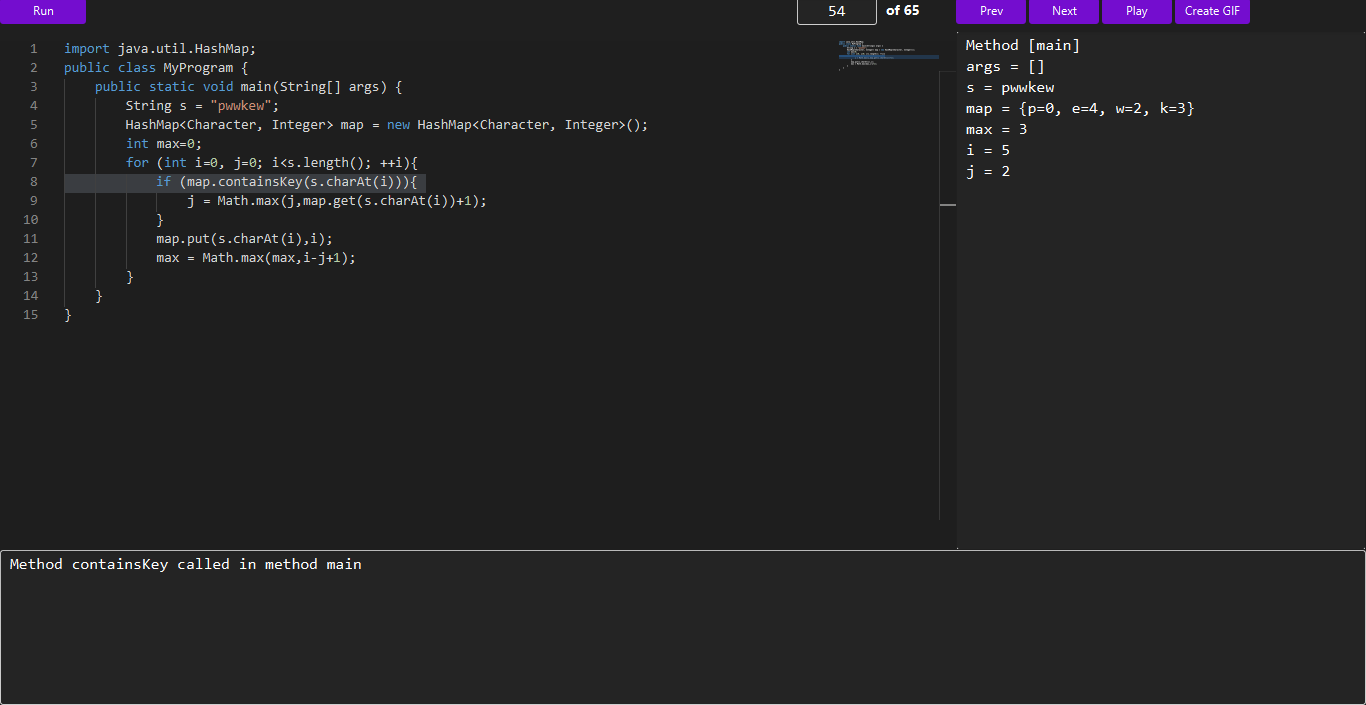 Run
54 of 65
Prev Next Play Create GIF
1 import java.util.HashMap;
2 public class MyProgram {
3 public static void main(String[] args) {
4 String s = "pwwkew";
5 HashMap<Character, Integer> map = new HashMap<Character, Integer>();
6 int max=0;
7 for (int i=0, j=0; i<s.length(); ++i){
8 if (map.containsKey(s.charAt(i))){
9 j = Math.max(j,map.get(s.charAt(i))+1);
10 }
11 map.put(s.charAt(i),i);
12 max = Math.max(max,i-j+1);
13 }
14 }
15 }
Method [main]
args = []
s = pwwkew
map = {p=0, e=4, w=2, k=3}
max = 3
i = 5
j = 2
Method containsKey called in method main